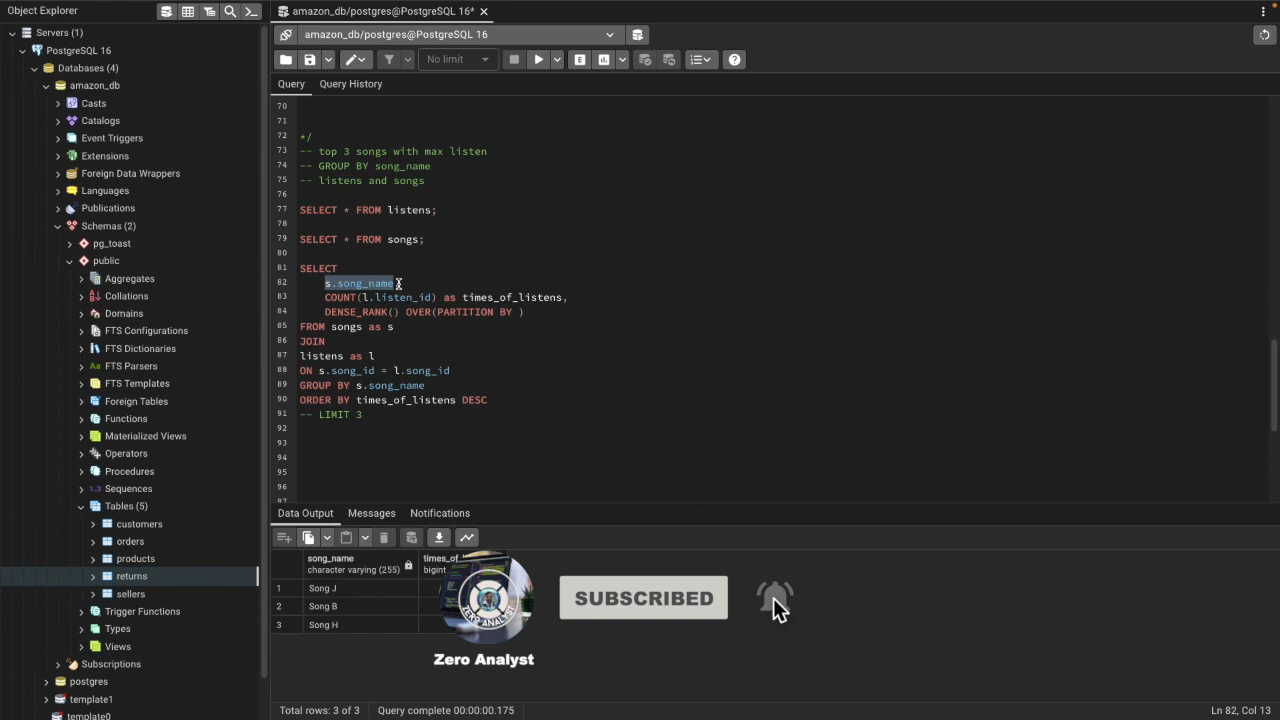 Object Explorer
amazon_db/postgres@PostgreSQL 16*
Servers (1)
PostgreSQL 16
Databases (4)
amazon_db
Casts
Catalogs
Event Triggers
Extensions
Foreign Data Wrappers
Languages
Publications
Schemas (2)
pg_toast
public
Aggregates
Collations
Domains
FTS Configurations
FTS Dictionaries
Aa FTS Parsers
FTS Templates
Foreign Tables
Functions
Materialized Views
Operators
Procedures
1..3 Sequences
Tables (5)
customers
orders
products
returns
sellers
Trigger Functions
Types
Views
Subscriptions
postgres
template1
template0
amazon_db/postgres@PostgreSQL 16
No limit
Query Query History
70
71
72 */
73 -- top 3 songs with max listen
74 -- GROUP BY song_name
75 -- listens and songs
76
77 SELECT * FROM listens;
78
79 SELECT * FROM songs;
80
81 SELECT
82 s.song_name
83 COUNT(l.listen_id) as times_of_listens,
84 DENSE_RANK() OVER(PARTITION BY )
85 FROM songs as s
86 JOIN
87 listens as l
88 ON s.song_id = l.song_id
89 GROUP BY s.song_name
90 ORDER BY times_of_listens DESC
91 -- LIMIT 3
92
93
94
95
96
97
Data Output Messages Notifications
song_name times_of_
character varying (255) bigint
1 Song J
2 Song B
3 Song H
ZERO ANALYST
SUBSCRIBED
Zero Analyst
Total rows: 3 of 3 Query complete 00:00:00.175 Ln 82, Col 13